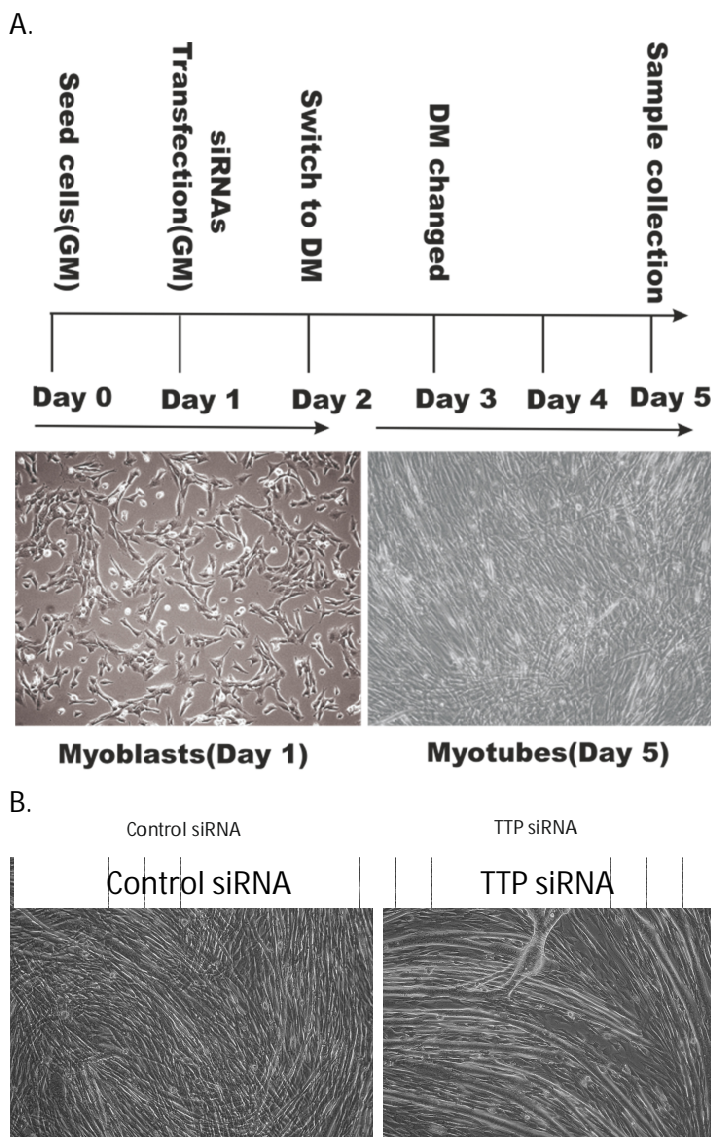 A.
Seed cells(GM)
Transfection(GM)
siRNAs
Switch to DM
DM changed
Sample collection
Day 0
Day 1
Day 2
Day 3
Day 4
Day 5
Myoblasts(Day 1)
Myotubes(Day 5)
B.
Control siRNA
TTP siRNA
Control siRNA
TTP siRNA